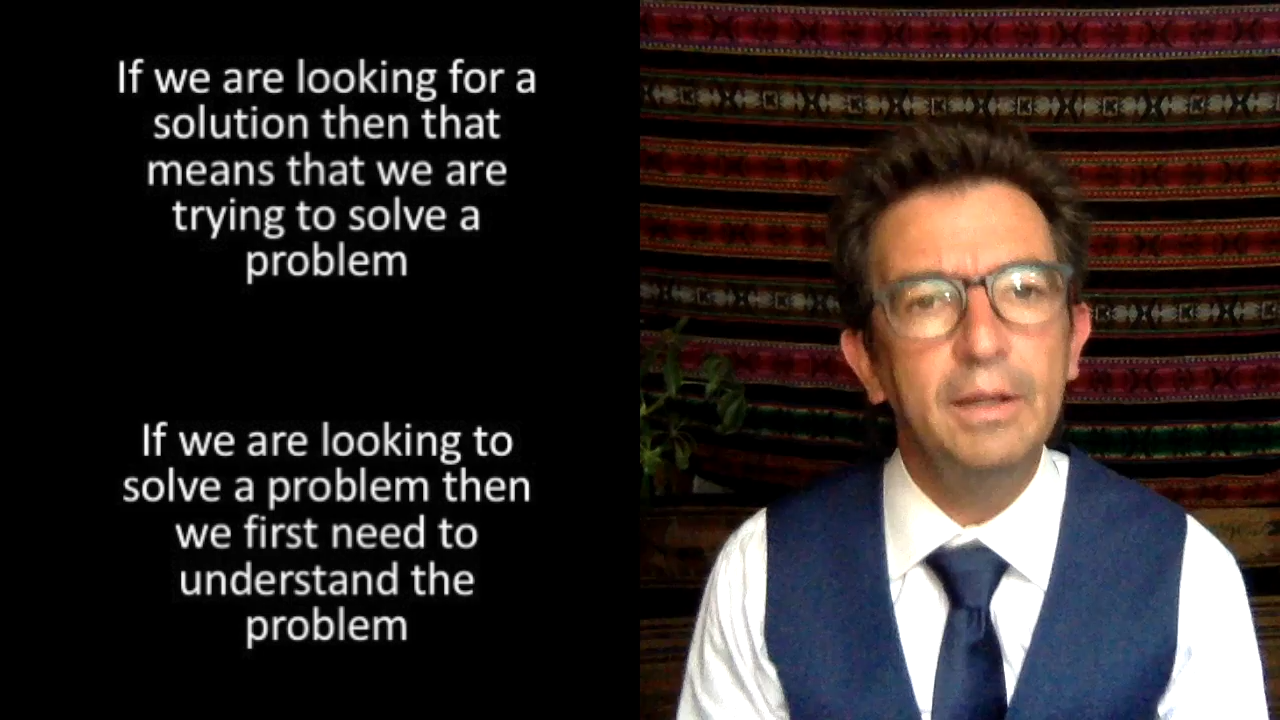 If we are looking for a
solution then that
means that we are
trying to solve a
problem
If we are looking to
solve a problem then
we first need to
understand the
problem